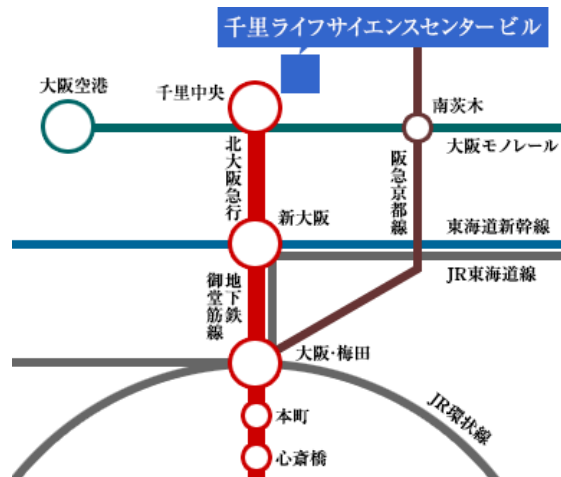 千里ライフサイエンスセンタービル
大阪空港
千里中央
南茨木
大阪モノレール
北大阪急行
阪急京都線
新大阪
東海道新幹線
JR東海道線
地下鉄
御堂筋線
大阪・梅田
JR環状線
本町
心斎橋